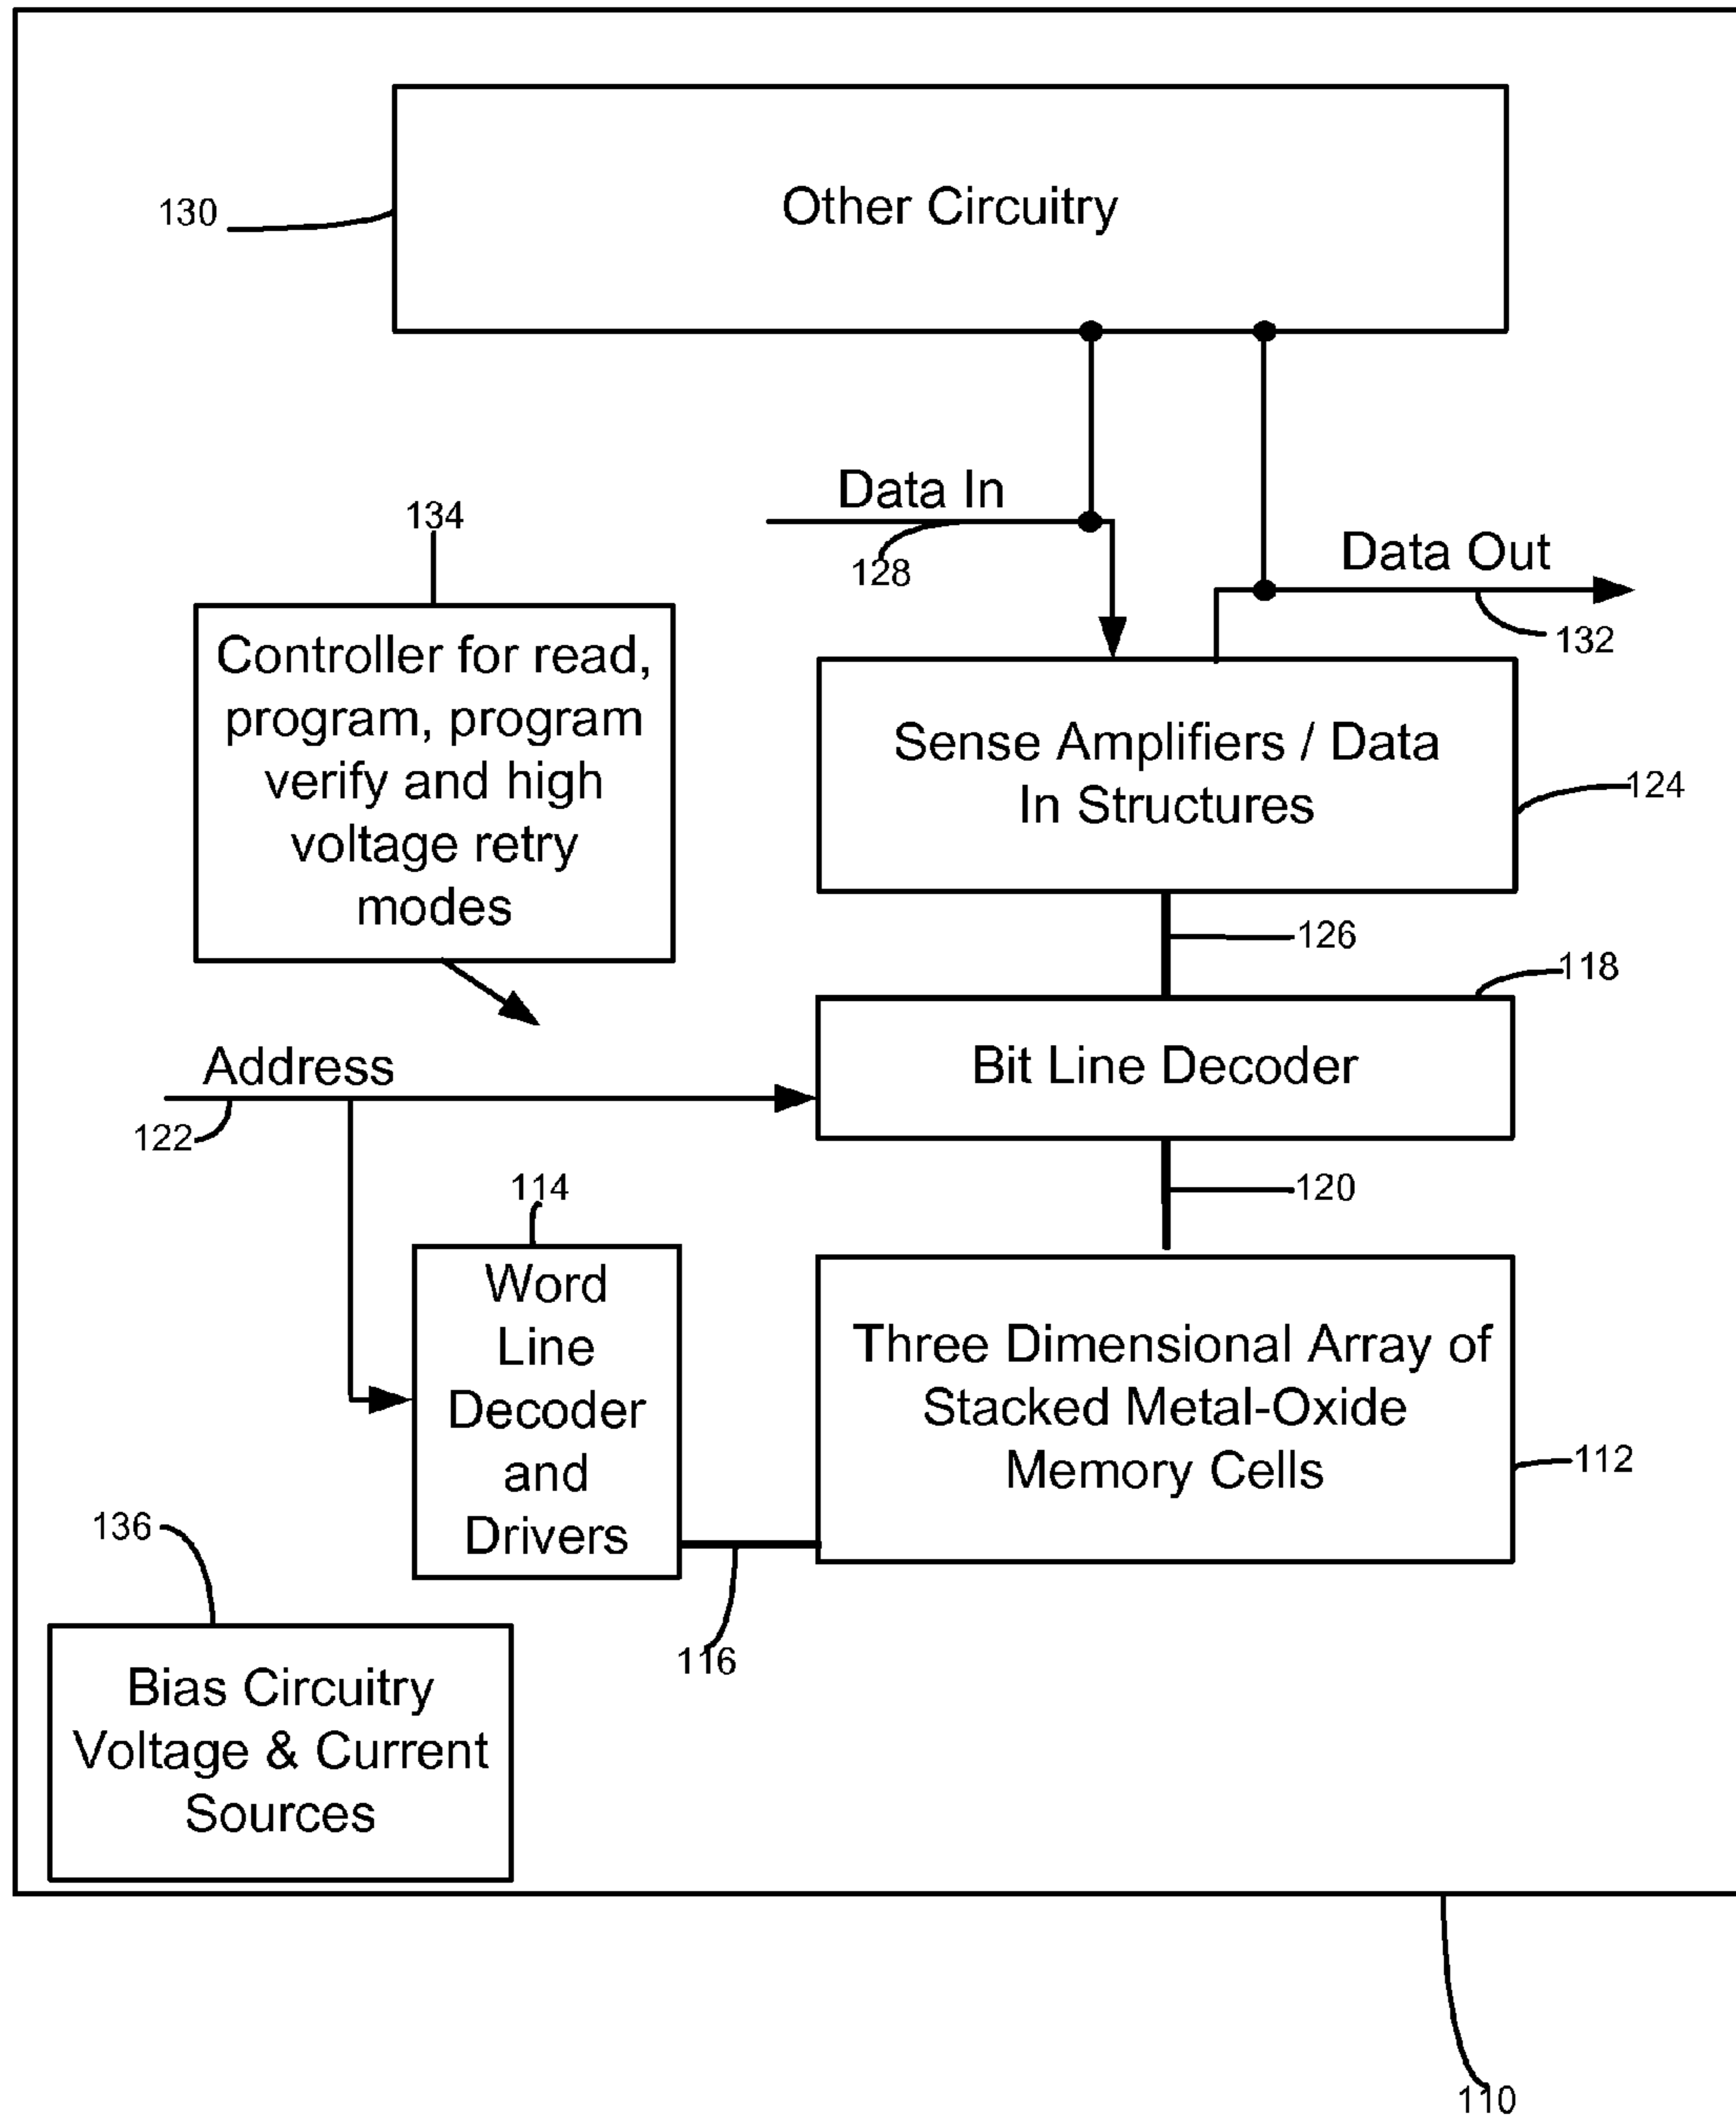 Other Circuitry
130
Data In
128
Data Out
132
134
Controller for read,
program, program
verify and high
voltage retry
modes
Sense Amplifiers / Data
In Structures
124
126
118
Address
122
Bit Line Decoder
120
114
Word
Line
Decoder
and
Drivers
Three Dimensional Array of
Stacked Metal-Oxide
Memory Cells
112
116
136
Bias Circuitry
Voltage & Current
Sources
110